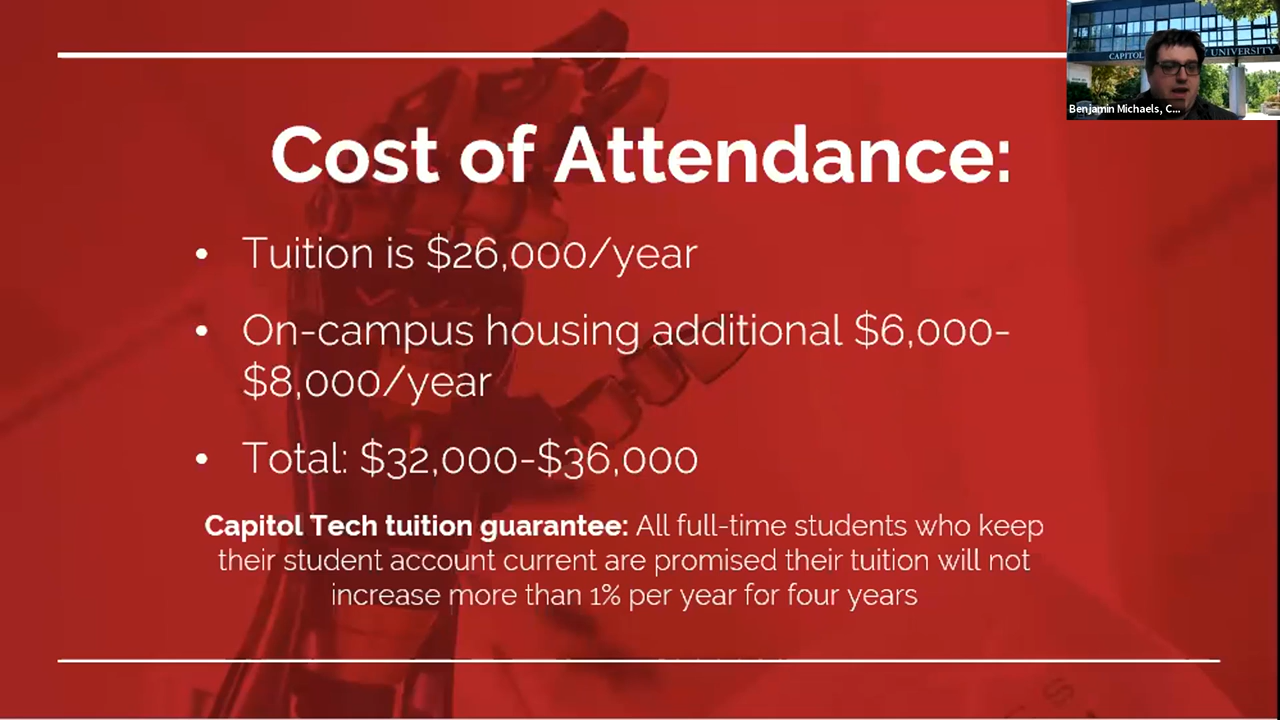 Cost of Attendance:
• Tuition is $26,000/year
• On-campus housing additional $6,000-
$8,000/year
• Total: $32,000-$36,000
Capitol Tech tuition guarantee: All full-time students who keep
their student account current are promised their tuition will not
increase more than 1% per year for four years
CAPITOL UNIVERSITY
Benjamin Michaels, C...